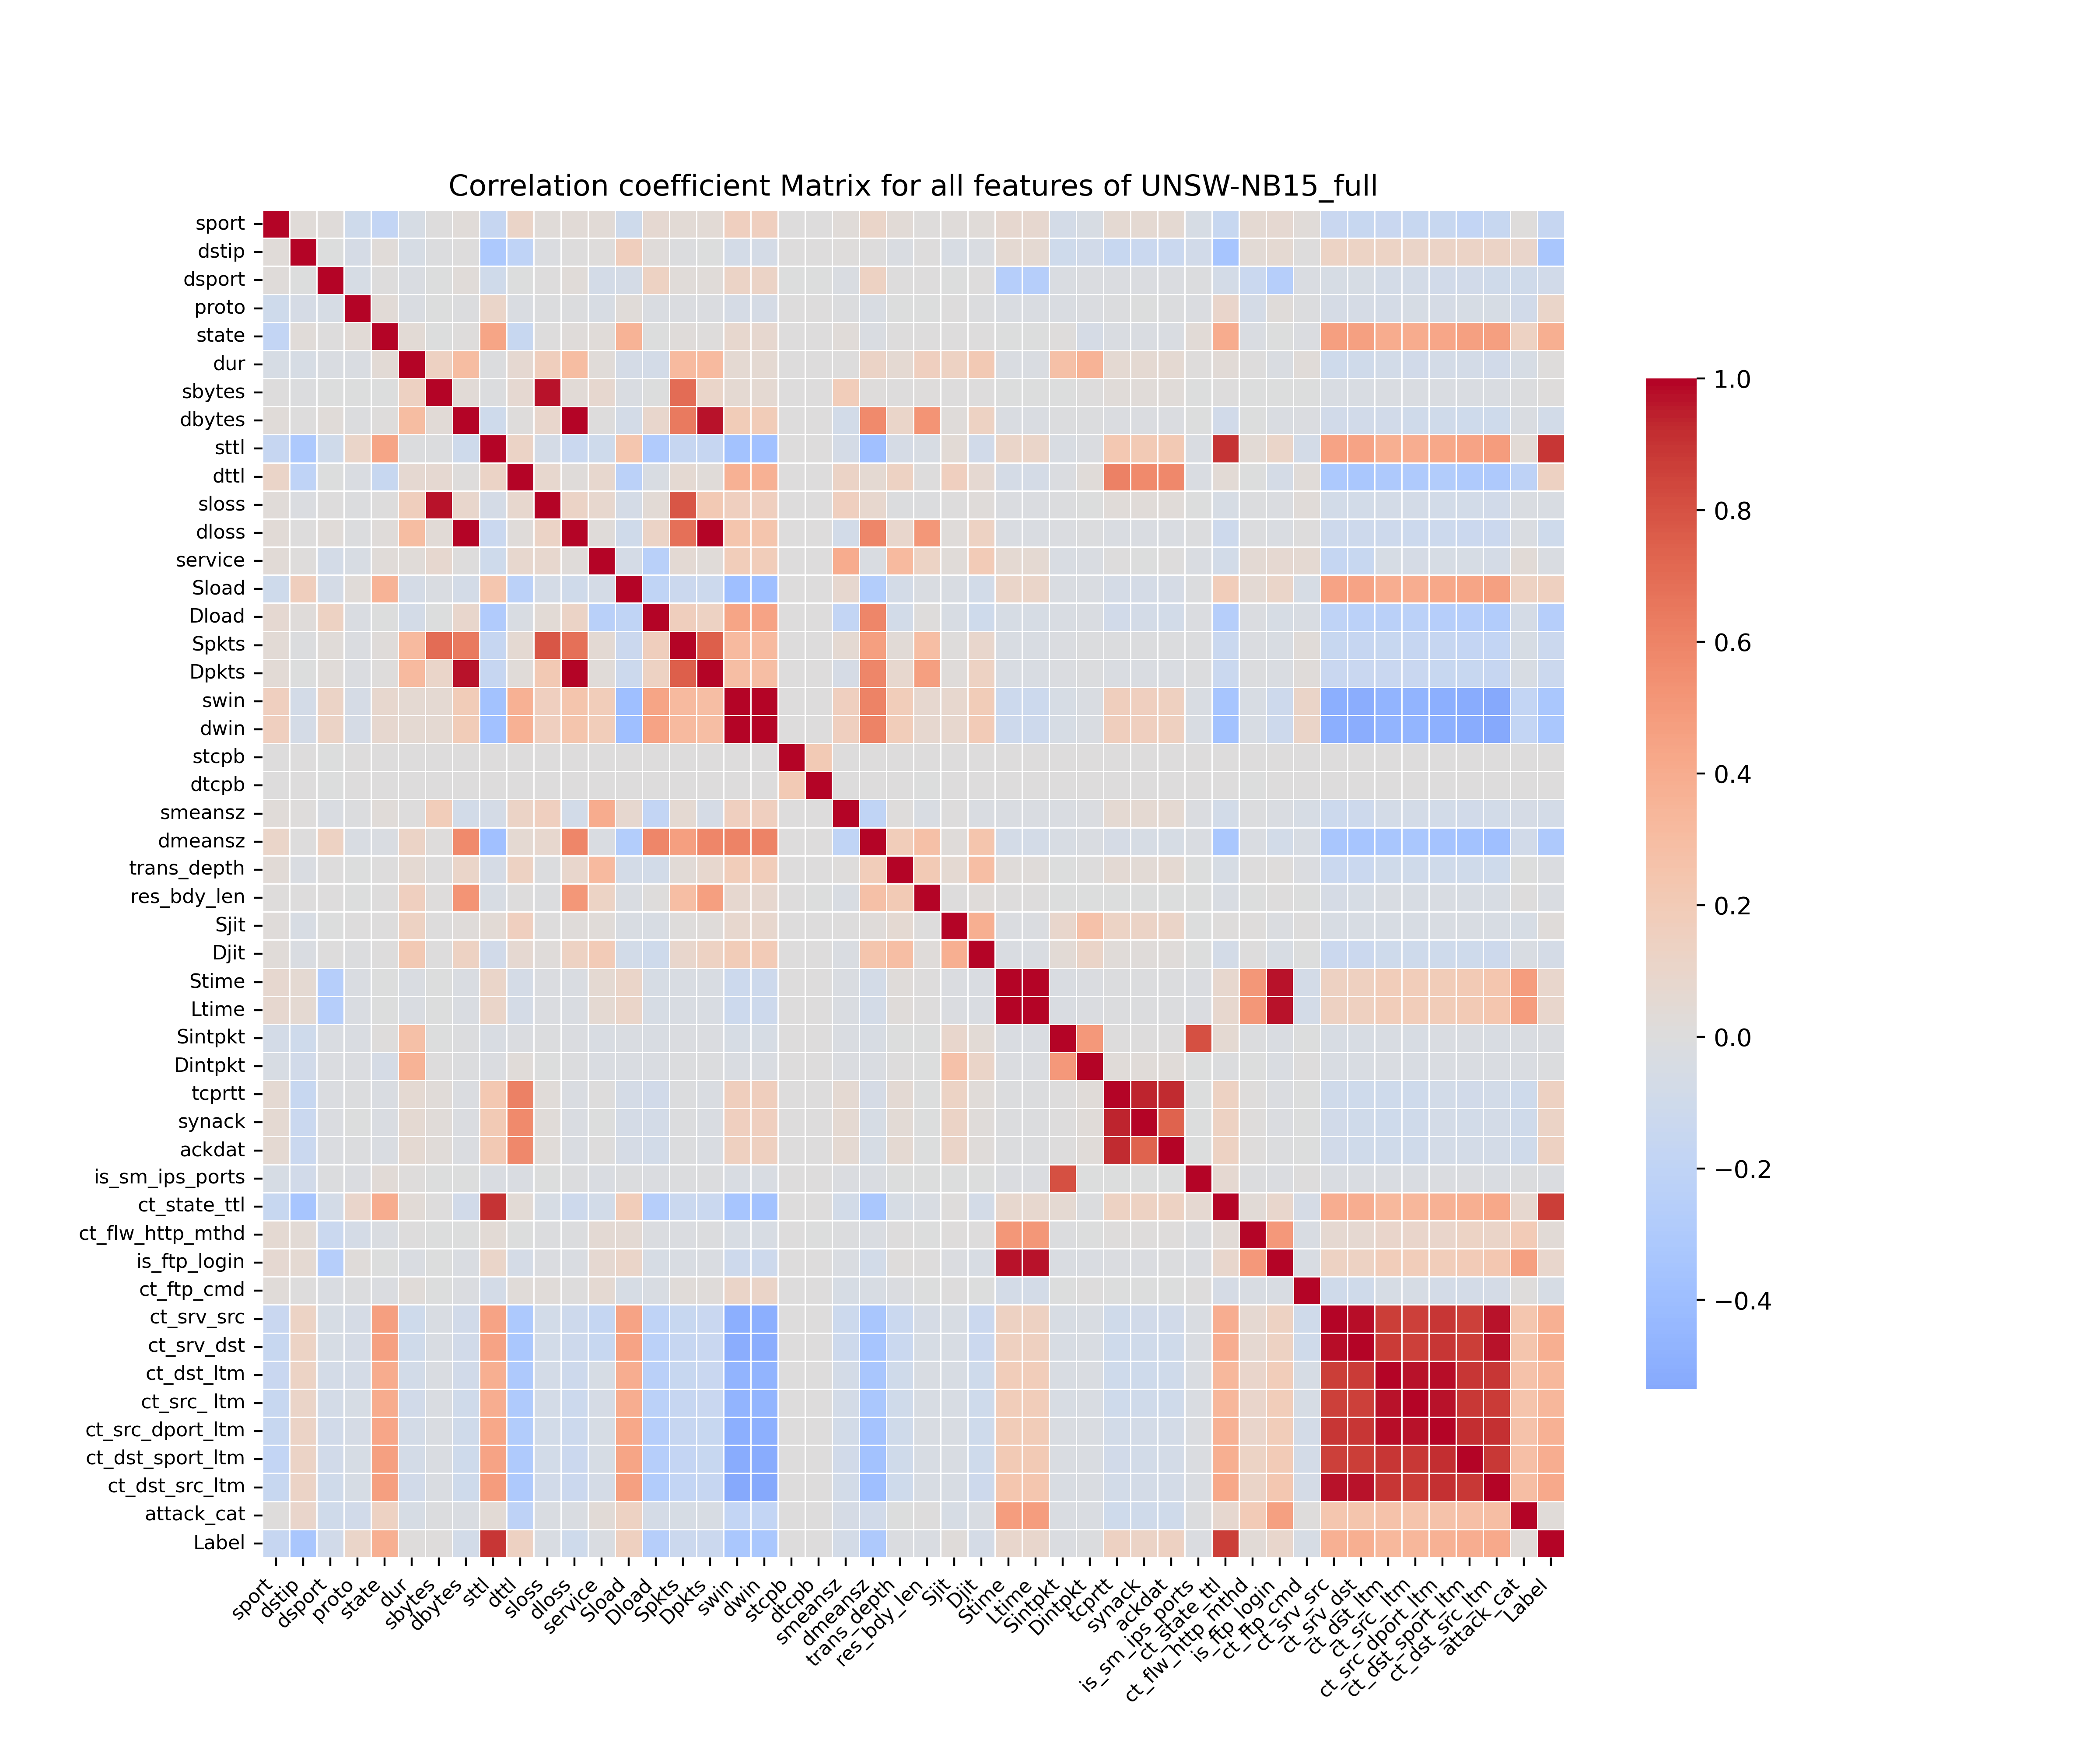 Correlation coefficient Matrix for all features of UNSW-NB15_full
sport
dstip
dsport
proto
state
dur
sbytes
dbytes
sttl
dttl
sloss
dloss
service
Sload
Dload
Spkts
Dpkts
swin
dwin
stcpb
dtcpb
smeansz
dmeansz
trans_depth
res_bdy_len
Sjit
Djit
Stime
Ltime
Sintpkt
Dintpkt
tcprtt
synack
ackdat
is_sm_ips_ports
ct_state_ttl
ct_flw_http_mthd
is_ftp_login
ct_ftp_cmd
ct_srv_src
ct_srv_dst
ct_dst_ltm
ct_src_ ltm
ct_src_dport_ltm
ct_dst_sport_ltm
ct_dst_src_ltm
attack_cat
Label
sport
dstip
dsport
proto
state
dur
sbytes
dbytes
sttl
dttl
sloss
dloss
service
Sload
Dload
Spkts
Dpkts
swin
dwin
stcpb
dtcpb
smeansz
dmeansz
trans_depth
res_bdy_len
Sjit
Djit
Stime
Ltime
Sintpkt
Dintpkt
tcprtt
synack
ackdat
is_sm_ips_ports
ct_state_ttl
ct_flw_http_mthd
is_ftp_login
ct_ftp_cmd
ct_srv_src
ct_srv_dst
ct_dst_ltm
ct_src_ ltm
ct_src_dport_ltm
ct_dst_sport_ltm
ct_dst_src_ltm
attack_cat
Label
1.0
0.8
0.6
0.4
0.2
0.0
−0.2
−0.4